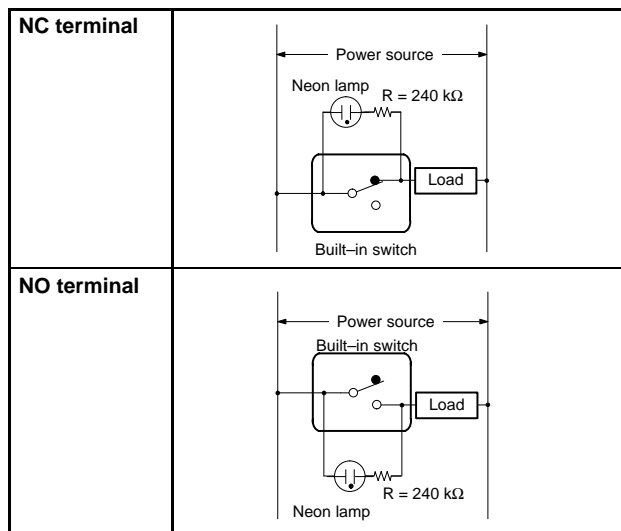 NC terminal
Power source
Neon lamp
R = 240 kΩ
Load
Built–in switch
NO terminal
Power source
Built–in switch
Load
R = 240 kΩ
Neon lamp